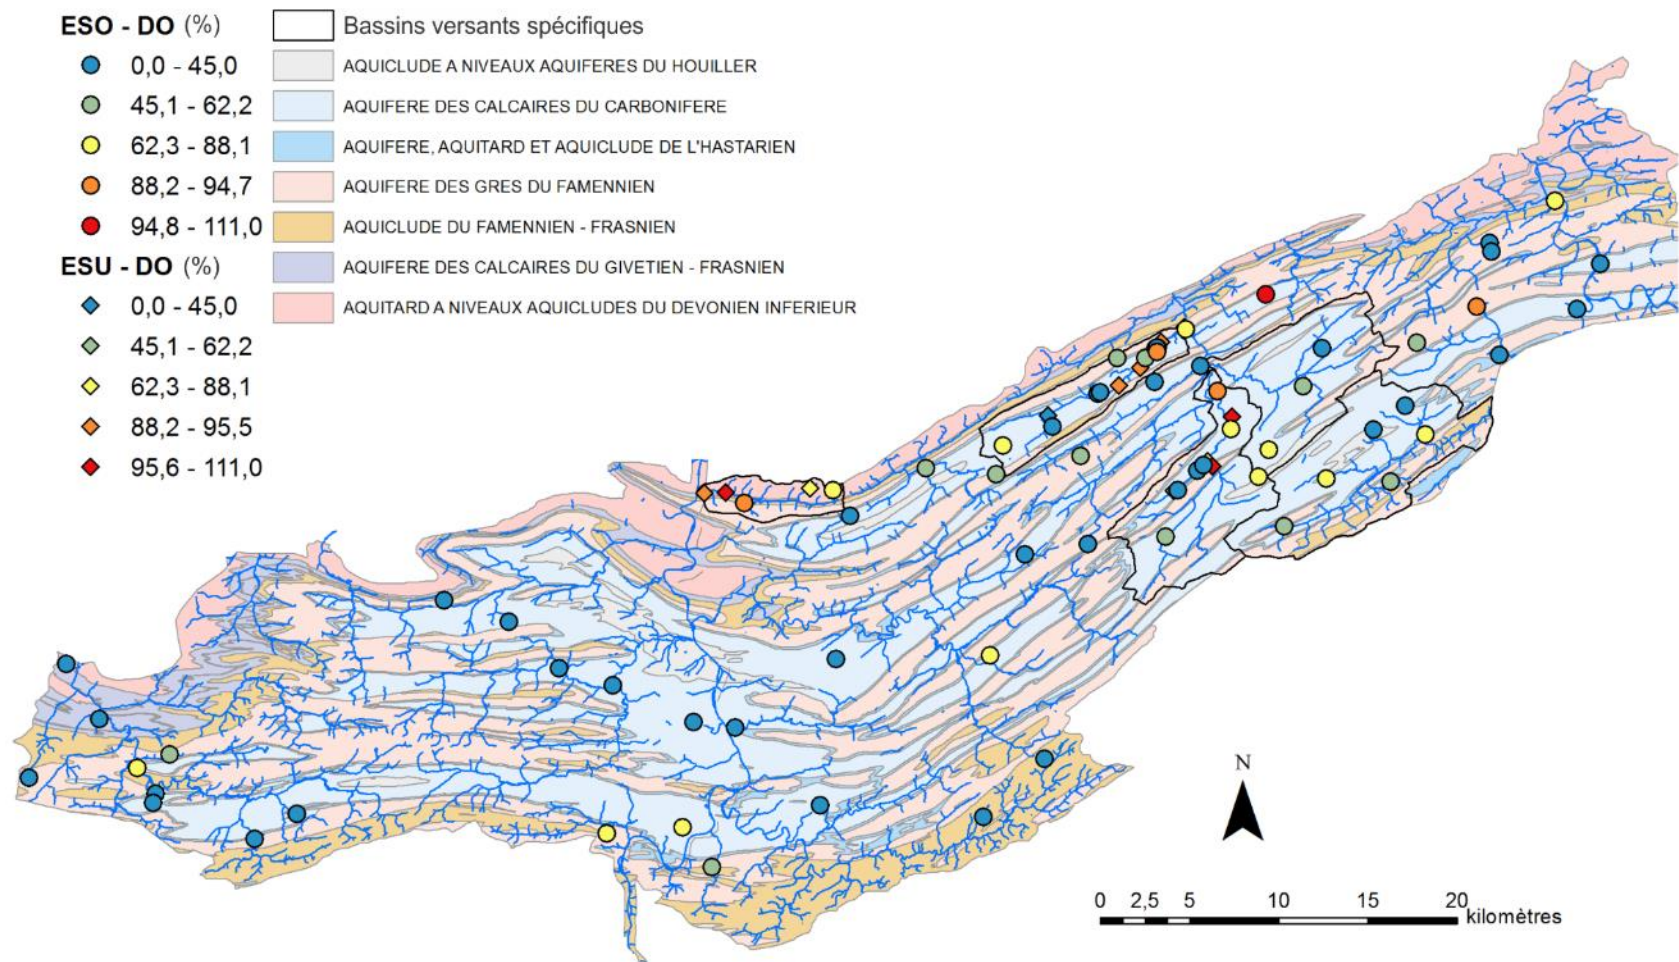 ESO - DO (%)
0,0 - 45,0
45,1 - 62,2
62,3 - 88,1
88,2 - 94,7
94,8 - 111,0
ESU - DO (%)
0,0 - 45,0
45,1 - 62,2
62,3 - 88,1
88,2 - 95,5
95,6 - 111,0
Bassins versants spécifiques
AQUICLUDE A NIVEAUX AQUIFERES DU HOUILLER
AQUIFERE DES CALCAIRES DU CARBONIFERE
AQUIFERE, AQUITARD ET AQUICLUDE DE L'HASTARIEN
AQUIFERE DES GRES DU FAMENNIEN
AQUICLUDE DU FAMENNIEN - FRASNIEN
AQUIFERE DES CALCAIRES DU GIVETIEN - FRASNIEN
AQUITARD A NIVEAUX AQUICLUDES DU DEVONIEN INFERIEUR
N
0 2,5 5 10 15 20
kilomètres